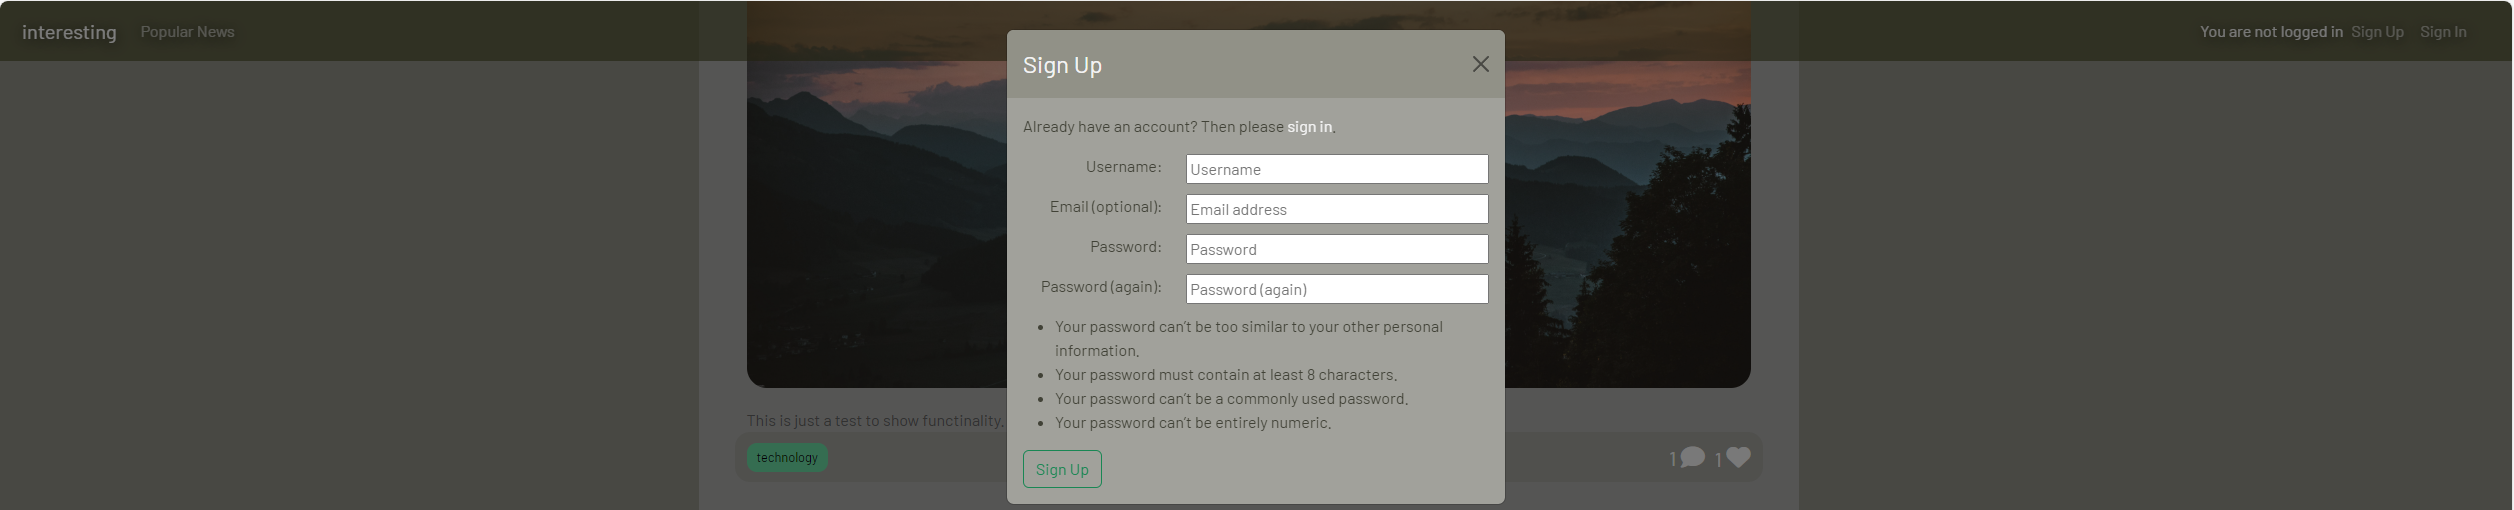 interesting Popular News You are not logged in Sign Up Sign In
Sign Up
Already have an account? Then please sign in.
Username: Username
Email (optional): Email address
Password: Password
Password (again): Password (again)
Your password can't be too similar to your other personal
information.
Your password must contain at least 8 characters.
Your password can't be a commonly used password.
Your password can't be entirely numeric.
Sign Up
This is just a test to show functinality.
technology 1 1